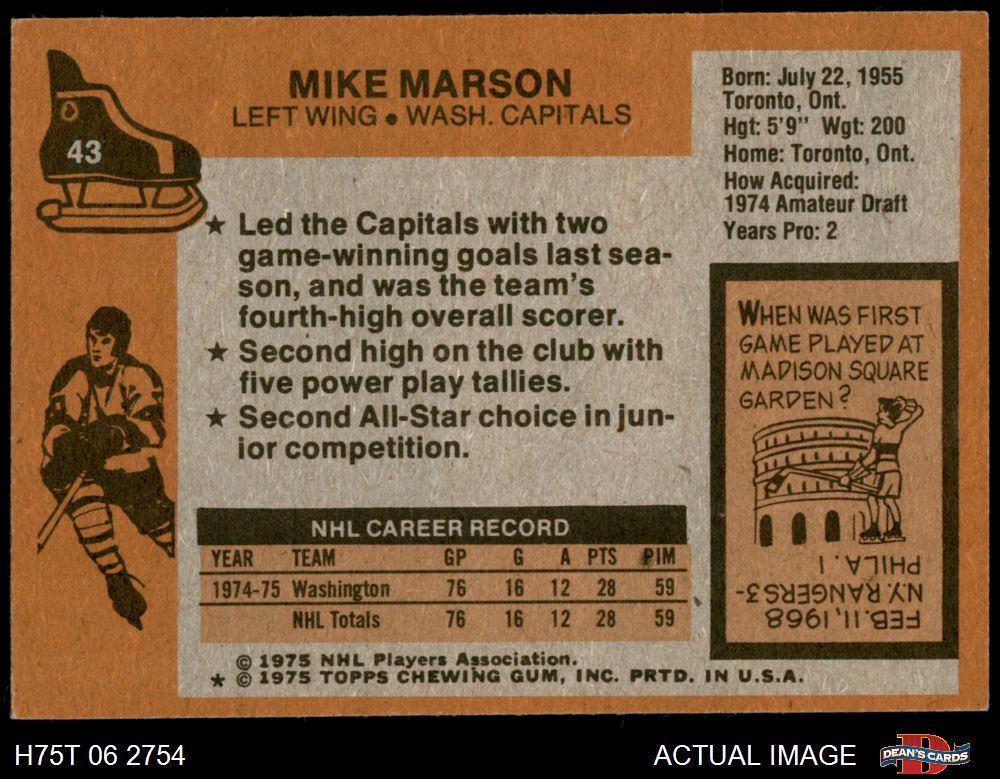 43
MIKE MARSON
LEFT WING ● WASH. CAPITALS
Born: July 22, 1955
Toronto, Ont.
Hgt: 5'9" Wgt: 200
Home: Toronto, Ont.
How Acquired:
1974 Amateur Draft
Years Pro: 2
★ Led the Capitals with two
game-winning goals last sea-
son, and was the team's
fourth-high overall scorer.
★ Second high on the club with
five power play tallies.
★ Second All-Star choice in jun-
ior competition.
WHEN WAS FIRST
GAME PLAYED AT
MADISON SQUARE
GARDEN?
FEB. 11, 1968
N.Y. RANGERS 3-
PHILA. 1
NHL CAREER RECORD
YEAR TEAM GP G A PTS PIM
1974-75 Washington 76 16 12 28 59
NHL Totals 76 16 12 28 59
© 1975 NHL Players Association.
★ © 1975 TOPPS CHEWING GUM, INC. PRTD. IN U.S.A.
H75T 06 2754
ACTUAL IMAGE
D
DEAN'S CARDS